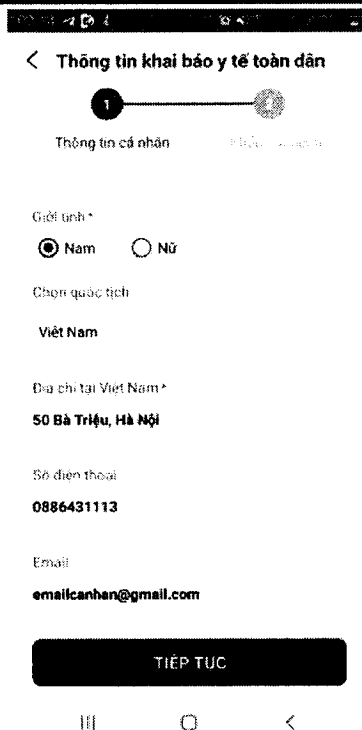 Thông tin khai báo y tế toàn dân
1
2
Thông tin cá nhân
Giới tính *
Nam
Nữ
Chọn quốc tịch
Việt Nam
Địa chỉ tại Việt Nam *
50 Bà Triệu, Hà Nội
Số điện thoại
0886431113
Email
emailcanhan@gmail.com
TIẾP TỤC